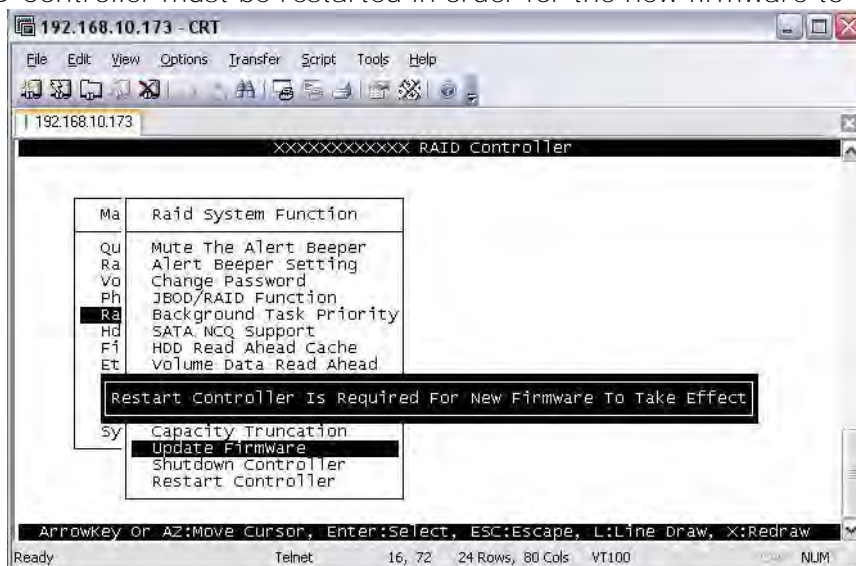 controller must be restarted in order for the new firmware to
192.168.10.173 - CRT
File Edit View Options Transfer Script Tools Help
192.168.10.173
XXXXXXXXXXXX RAID Controller
Ma Raid System Function
Qu Mute The Alert Beeper
Ra Alert Beeper Setting
Vo Change Password
Ph JBOD/RAID Function
Ra Background Task Priority
Hd SATA NCQ Support
Fi HDD Read Ahead Cache
Et Volume Data Read Ahead
Restart Controller Is Required For New Firmware To Take Effect
Sy Capacity Truncation
Update Firmware
Shutdown Controller
Restart Controller
ArrowKey Or AZ:Move Cursor, Enter:Select, ESC:Escape, L:Line Draw, X:Redraw
Ready Telnet 16, 72 24 Rows, 80 Cols VT100 NUM